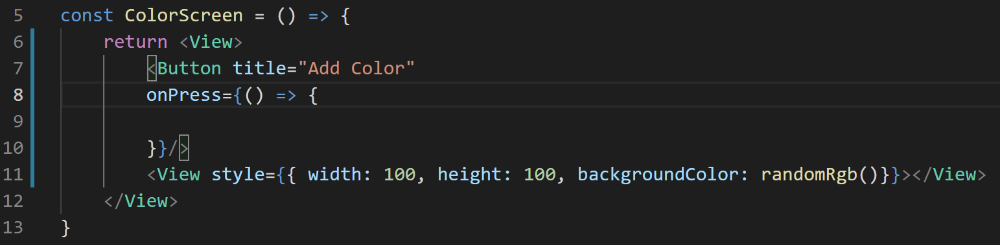 5 const ColorScreen = () => {
6 return <View>
7 <Button title="Add Color"
8 onPress={() => {
9
10 }}/>
11 <View style={{ width: 100, height: 100, backgroundColor: randomRgb()}}></View>
12 </View>
13 }